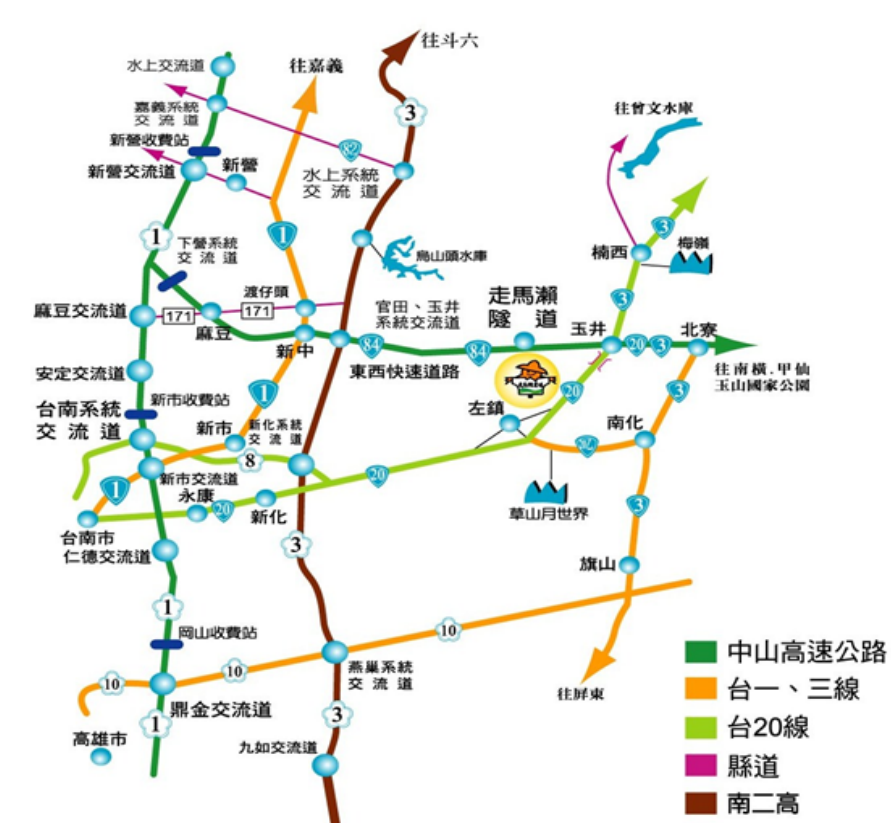 往斗六
水上交流道
往嘉義
嘉義系統
交流道
3
往曾文水庫
新營收費站
82
新營交流道
新營
水上系統
交流道
1
下營系統
交流道
1
3
楠西
梅嶺
烏山頭水庫
渡仔頭
官田、玉井
系統交流道
走馬瀨
隧道
3
麻豆交流道
171
麻豆
171
新中
84
84
玉井
20
3
北寮
往南橫.甲仙
玉山國家公園
東西快速道路
安定交流道
1
20
3
新市收費站
台南系統
交流道
新市
新化系統
交流道
左鎮
南化
8
20
20
新市交流道
1
永康
20
新化
草山月世界
3
台南市
仁德交流道
3
旗山
1
岡山收費站
10
10
10
燕巢系統
交流道
往屏東
鼎金交流道
1
3
高雄市
九如交流道
中山高速公路
台一、三線
台20線
縣道
南二高